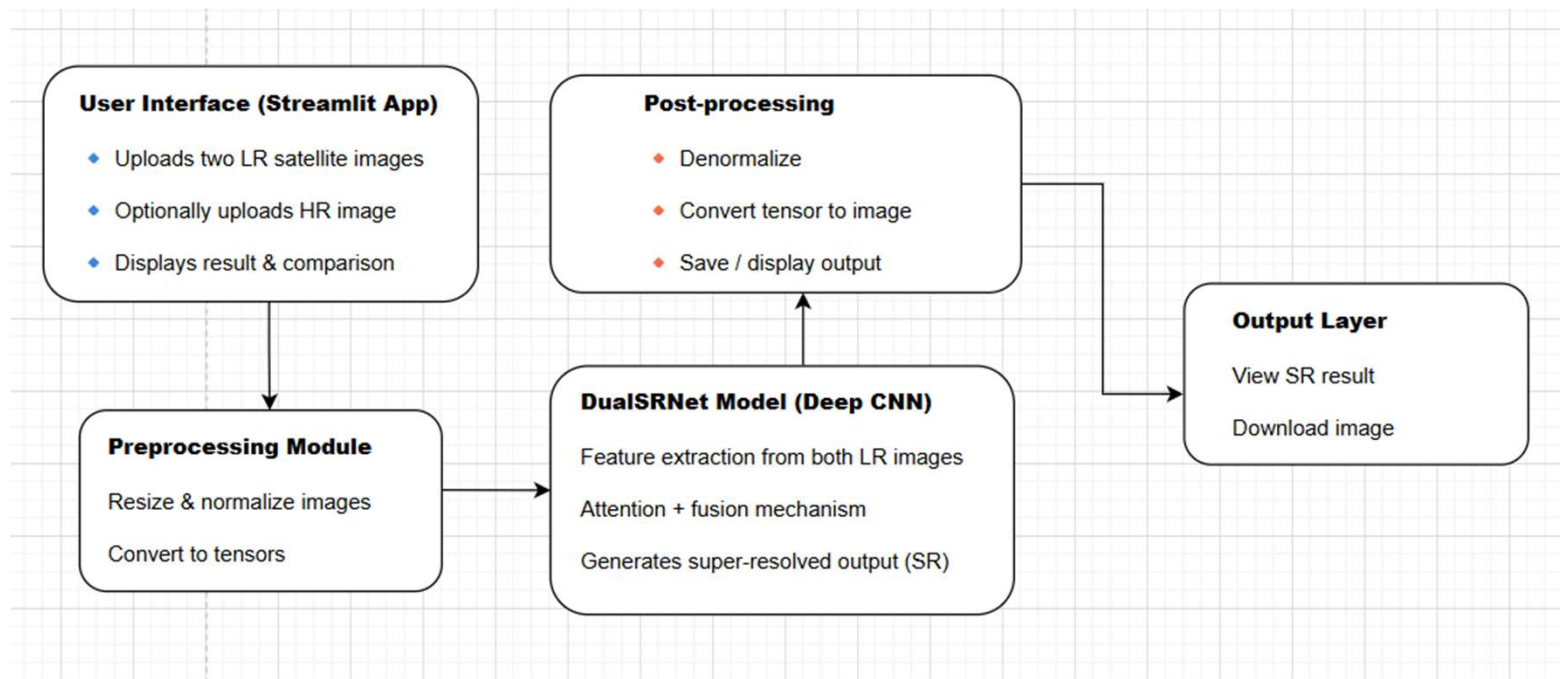 User Interface (Streamlit App)
Uploads two LR satellite images
Optionally uploads HR image
Displays result & comparison
Preprocessing Module
Resize & normalize images
Convert to tensors
DualSRNet Model (Deep CNN)
Feature extraction from both LR images
Attention + fusion mechanism
Generates super-resolved output (SR)
Post-processing
Denormalize
Convert tensor to image
Save / display output
Output Layer
View SR result
Download image